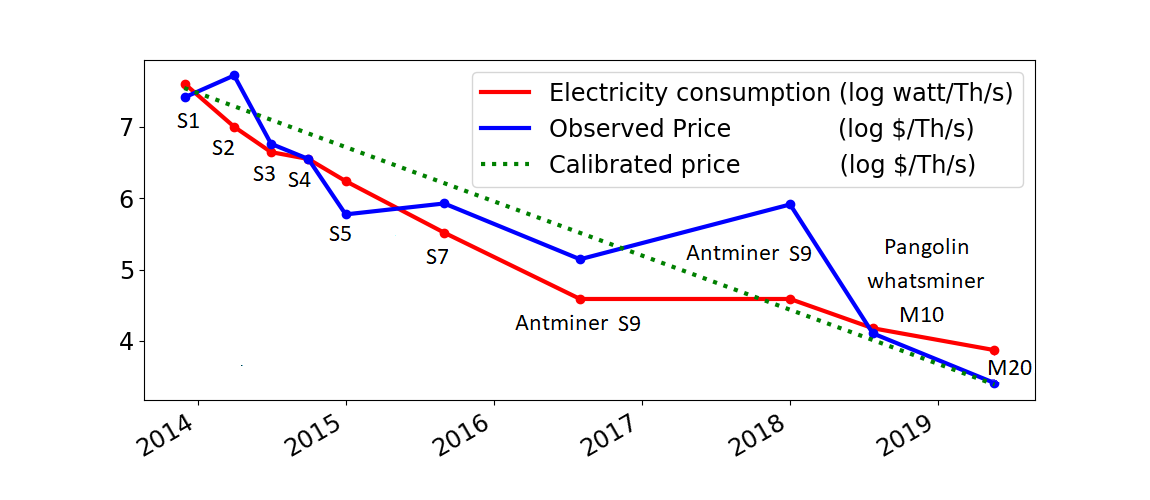 Electricity consumption (log watt/Th/s)
Observed Price (log $/Th/s)
Calibrated price (log $/Th/s)
7
6
5
4
S1
S2
S3
S4
S5
S7
Antminer S9
Antminer S9
Pangolin
whatsminer
M10
M20
2014
2015
2016
2017
2018
2019